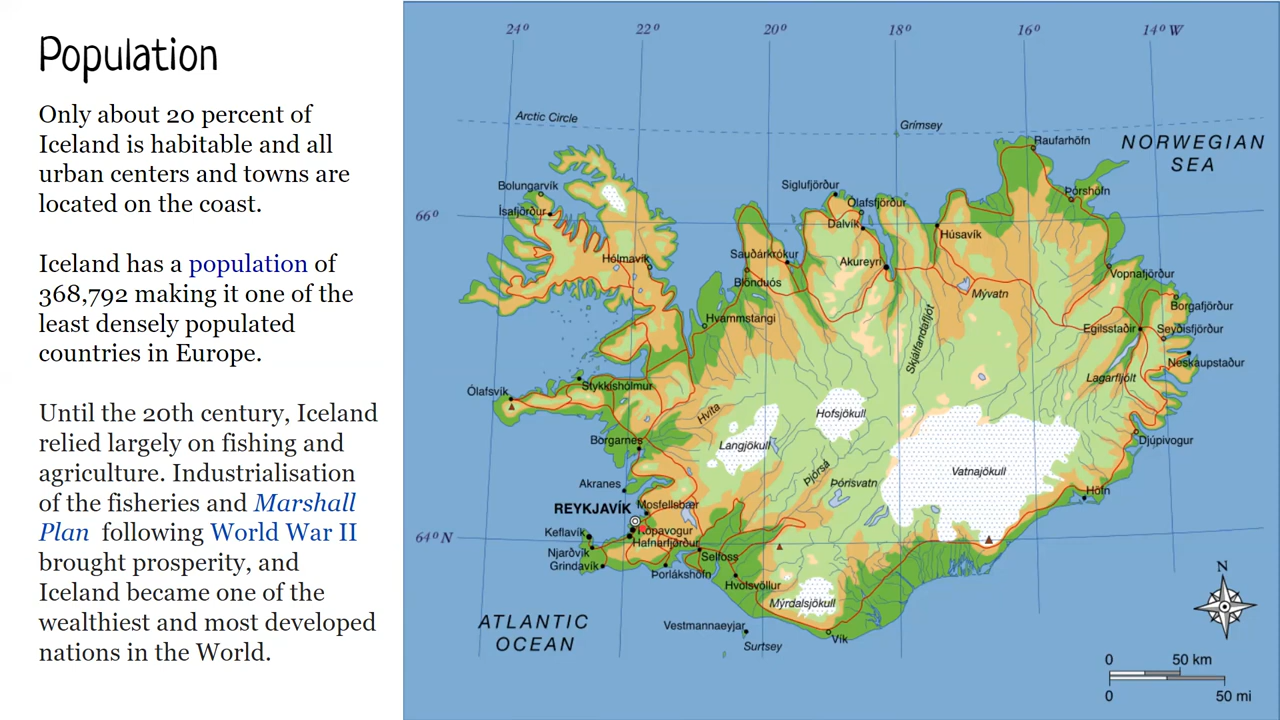 Population
Only about 20 percent of
Iceland is habitable and all
urban centers and towns are
located on the coast.
Iceland has a population of
368,792 making it one of the
least densely populated
countries in Europe.
Until the 20th century, Iceland
relied largely on fishing and
agriculture. Industrialisation
of the fisheries and Marshall
Plan following World War II
brought prosperity, and
Iceland became one of the
wealthiest and most developed
nations in the World.
24° 22° 20° 18° 16° 14° W
Arctic Circle
Grímsey
Raufarhöfn
NORWEGIAN
SEA
Bolungarvík
Siglufjörður
Þórshöfn
Ísafjörður
Ólafsfjörður
66°
Dalvík
Húsavík
Hólmavík
Sauðárkrókur
Akureyri
Vopnafjörður
Blönduós
Mývatn
Borgafjörður
Hvammstangi
Skjálfandafljót
Egilsstaðir
Seyðisfjörður
Neskaupstaður
Lagarfljólt
Ólafsvík
Stykkishólmur
Hvíta
Hofsjökull
Borgarnes
Langjökull
Djúpivogur
Þjórsá
Vatnajökull
Akranes
Þórisvatn
Höfn
REYKJAVÍK
Mosfellsbær
Keflavík
Kópavogur
64° N
Hafnarfjörður
Njarðvík
Selfoss
Grindavík
Þorlákshöfn
Hvolsvöllur
N
Mýrdalsjökull
ATLANTIC
OCEAN
Vestmannaeyjar
Vík
Surtsey
0 50 km
0 50 mi